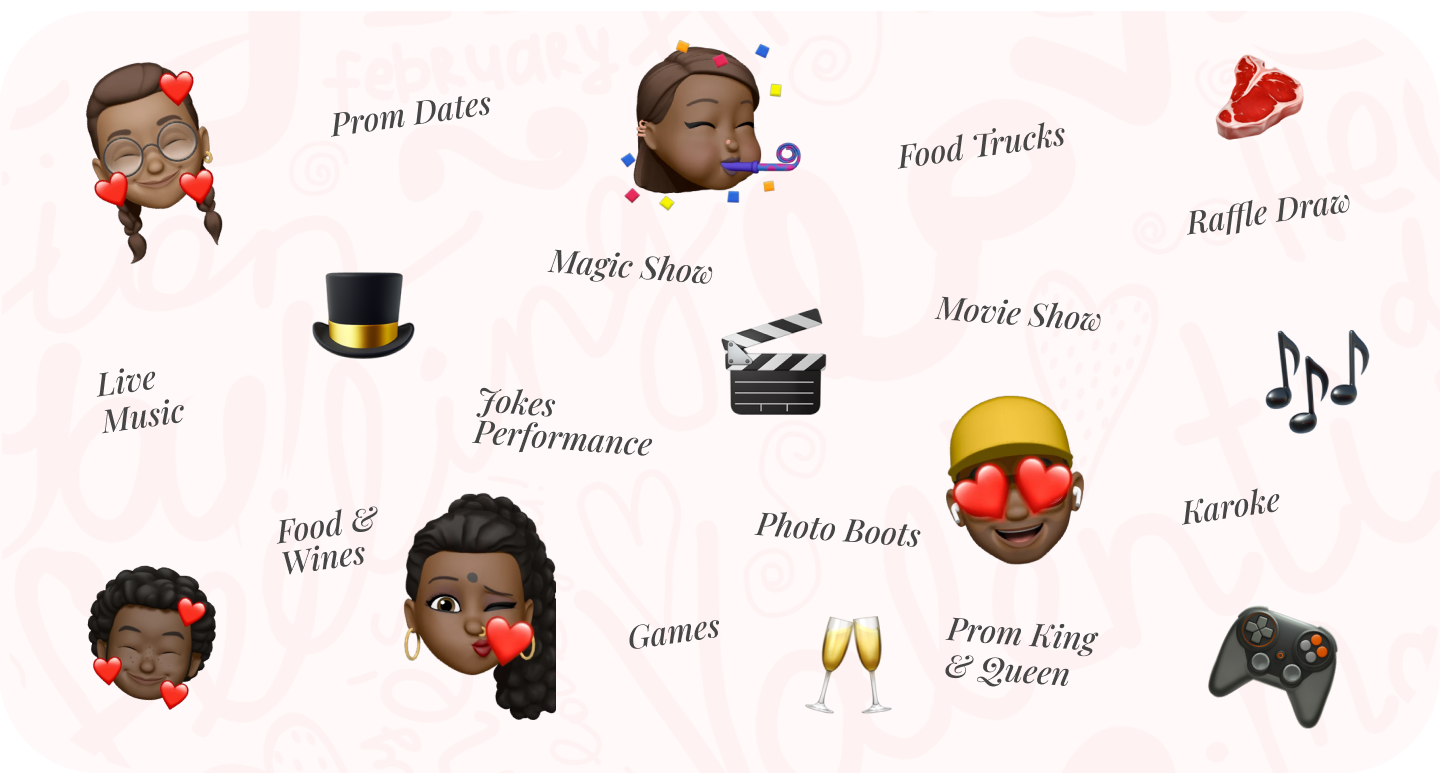 february
Prom Dates
Food Trucks
Raffle Draw
Magic Show
Movie Show
Live
Music
Jokes
Performance
Food &
Wines
Photo Boots
Karoke
Games
Prom King
& Queen